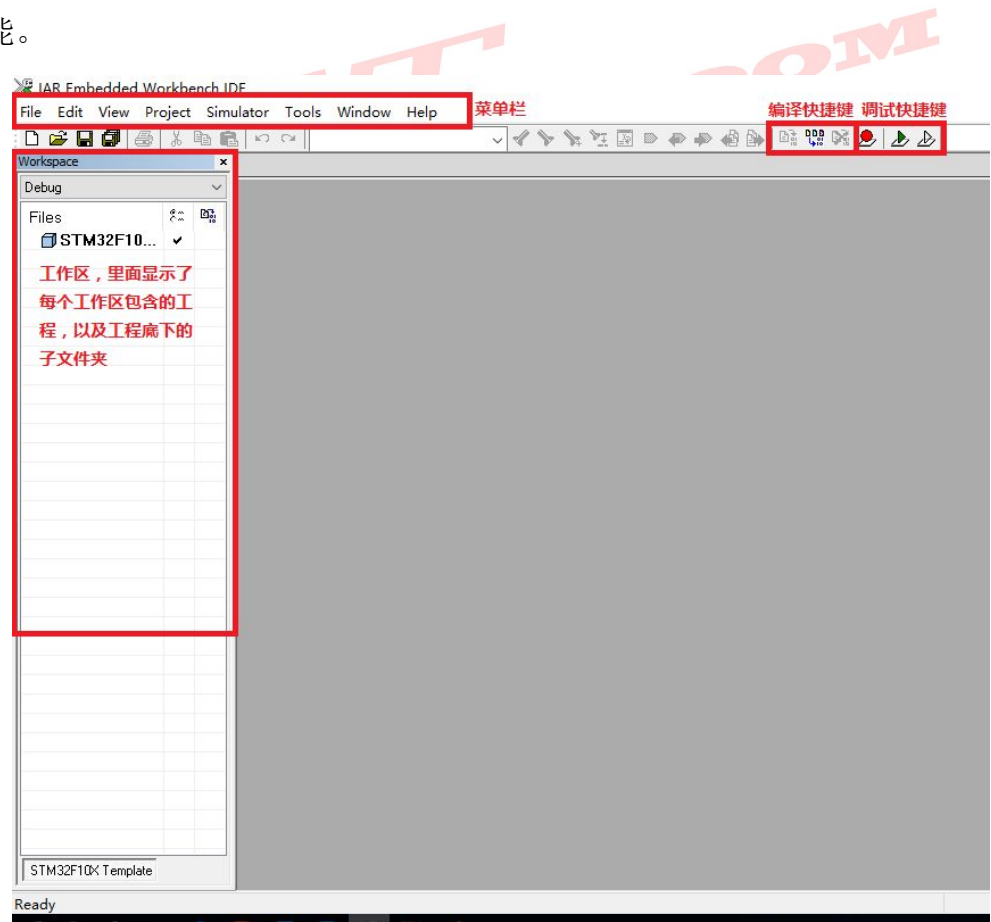 能。
IAR Embedded Workbench IDE
File Edit View Project Simulator Tools Window Help
菜单栏
编译快捷键 调试快捷键
Workspace
Debug
Files
STM32F10...
工作区，里面显示了
每个工作区包含的工
程，以及工程底下的
子文件夹
STM32F10X Template
Ready